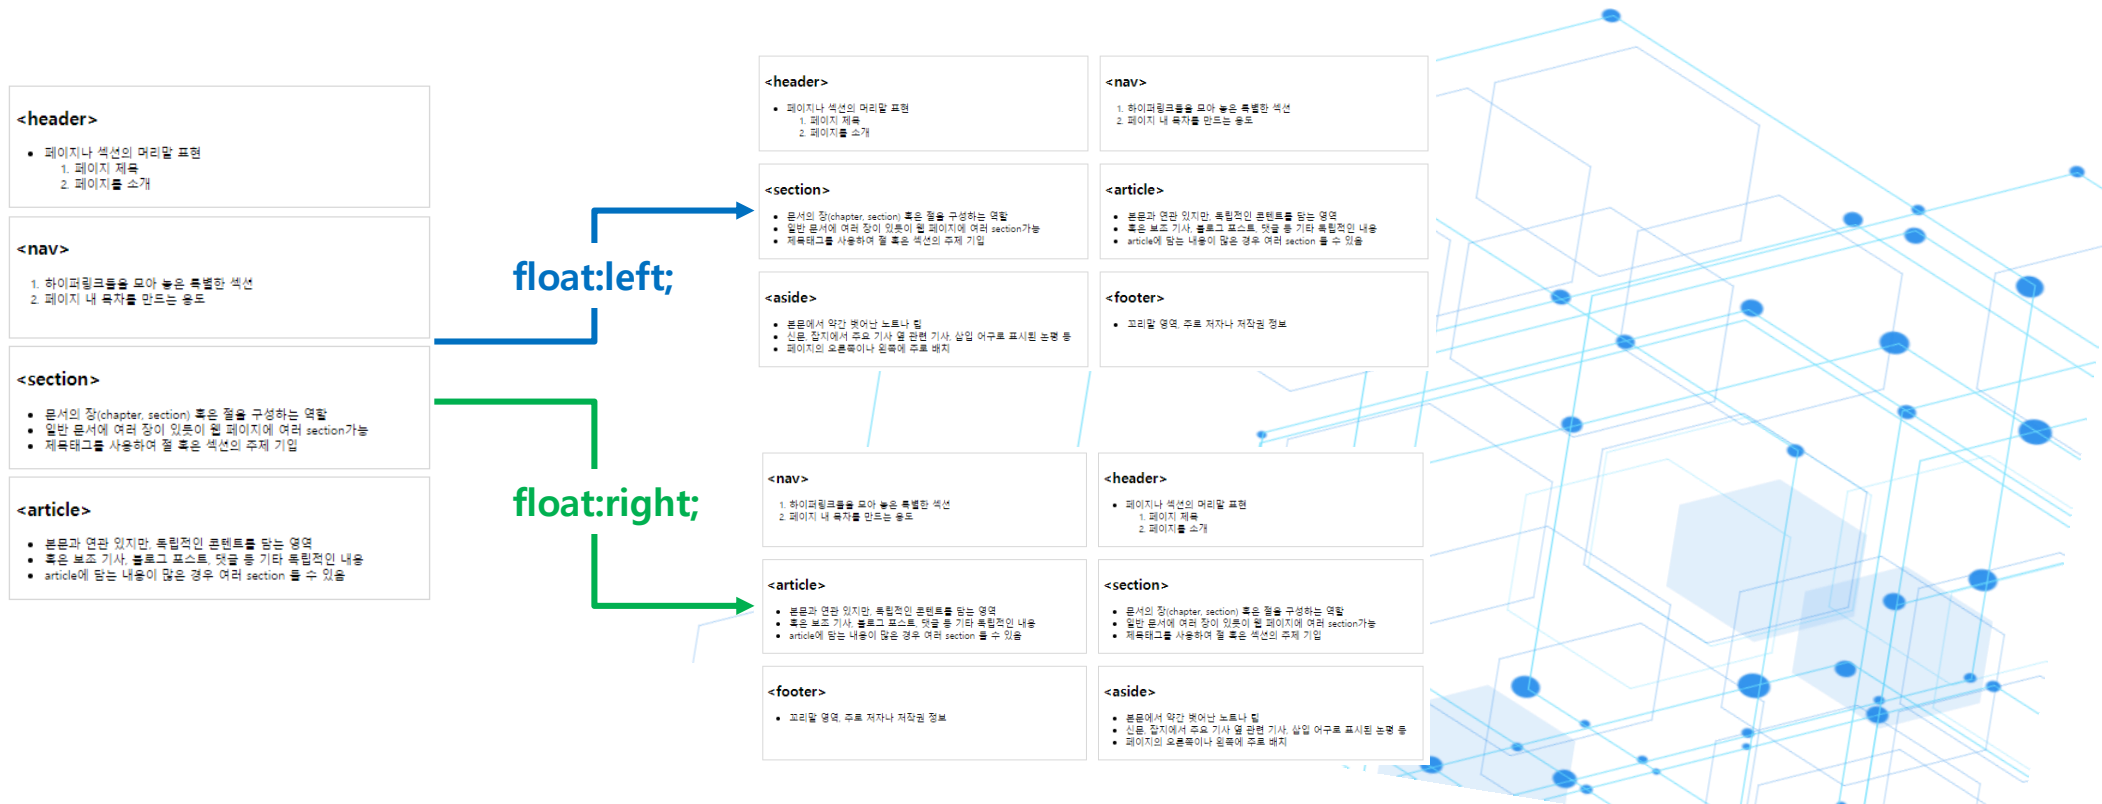 <header>
• 페이지나 섹션의 머리말 표현
1. 페이지 제목
2. 페이지를 소개
<nav>
1. 하이퍼링크들을 모아 놓은 특별한 섹션
2. 페이지 내 목차를 만드는 용도
<section>
• 문서의 장(chapter, section) 혹은 절을 구성하는 역할
• 일반 문서에 여러 장이 있듯이 웹 페이지에 여러 section가능
• 제목태그를 사용하여 절 혹은 섹션의 주제 기입
<article>
• 본문과 연관 있지만, 독립적인 콘텐트를 담는 영역
• 혹은 보조 기사, 블로그 포스트, 댓글 등 기타 독립적인 내용
• article에 담는 내용이 많은 경우 여러 section 둘 수 있음
float:left;
float:right;
<header>
• 페이지나 섹션의 머리말 표현
1. 페이지 제목
2. 페이지를 소개
<nav>
1. 하이퍼링크들을 모아 놓은 특별한 섹션
2. 페이지 내 목차를 만드는 용도
<section>
• 문서의 장(chapter, section) 혹은 절을 구성하는 역할
• 일반 문서에 여러 장이 있듯이 웹 페이지에 여러 section가능
• 제목태그를 사용하여 절 혹은 섹션의 주제 기입
<article>
• 본문과 연관 있지만, 독립적인 콘텐트를 담는 영역
• 혹은 보조 기사, 블로그 포스트, 댓글 등 기타 독립적인 내용
• article에 담는 내용이 많은 경우 여러 section 둘 수 있음
<aside>
• 본문에서 약간 벗어난 노트나 팁
• 신문, 잡지에서 주요 기사 옆 관련 기사, 삽입 어구로 표시된 논평 등
• 페이지의 오른쪽이나 왼쪽에 주로 배치
<footer>
• 꼬리말 영역, 주로 저자나 저작권 정보
<nav>
1. 하이퍼링크들을 모아 놓은 특별한 섹션
2. 페이지 내 목차를 만드는 용도
<header>
• 페이지나 섹션의 머리말 표현
1. 페이지 제목
2. 페이지를 소개
<article>
• 본문과 연관 있지만, 독립적인 콘텐트를 담는 영역
• 혹은 보조 기사, 블로그 포스트, 댓글 등 기타 독립적인 내용
• article에 담는 내용이 많은 경우 여러 section 둘 수 있음
<section>
• 문서의 장(chapter, section) 혹은 절을 구성하는 역할
• 일반 문서에 여러 장이 있듯이 웹 페이지에 여러 section가능
• 제목태그를 사용하여 절 혹은 섹션의 주제 기입
<footer>
• 꼬리말 영역, 주로 저자나 저작권 정보
<aside>
• 본문에서 약간 벗어난 노트나 팁
• 신문, 잡지에서 주요 기사 옆 관련 기사, 삽입 어구로 표시된 논평 등
• 페이지의 오른쪽이나 왼쪽에 주로 배치